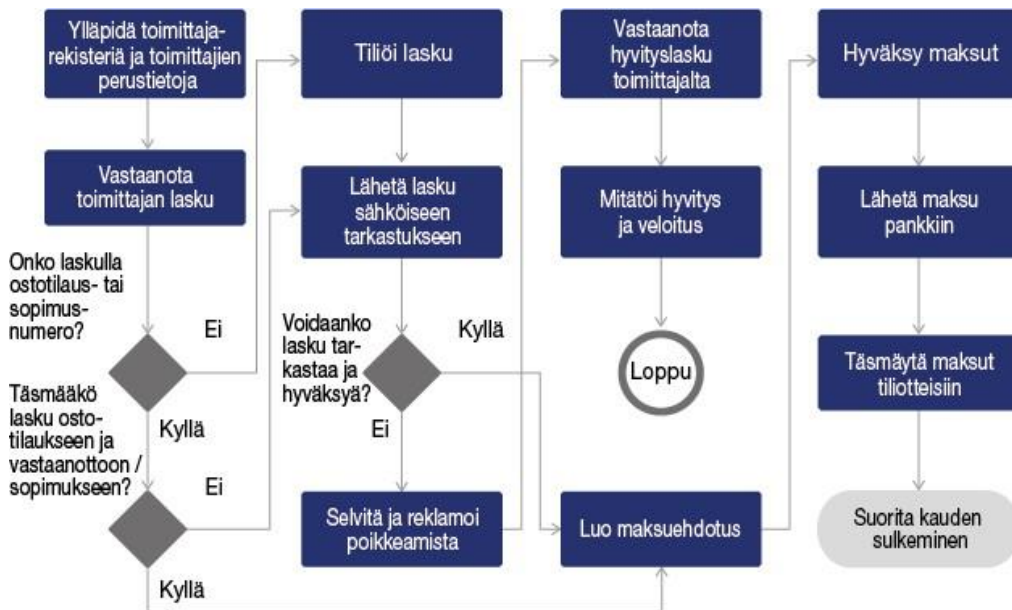 Ylläpidä toimittaja-
rekisteriä ja toimittajien
perustietoja
Vastaanota
toimittajan lasku
Onko laskulla
ostotilaus- tai
sopimus-
numero?
Ei
Kyllä
Täsmääkö
lasku osto-
tilaukseen ja
vastaanottoon /
sopimukseen?
Ei
Kyllä
Tiliöi lasku
Lähetä lasku
sähköiseen
tarkastukseen
Voidaanko
lasku tar-
kastaa ja
hyväksyä?
Kyllä
Ei
Selvitä ja reklamoi
poikkeamista
Vastaanota
hyvityslasku
toimittajalta
Mitätöi hyvitys
ja veloitus
Loppu
Luo maksuehdotus
Hyväksy maksut
Lähetä maksu
pankkiin
Täsmäytä maksut
tiliotteisiin
Suorita kauden
sulkeminen